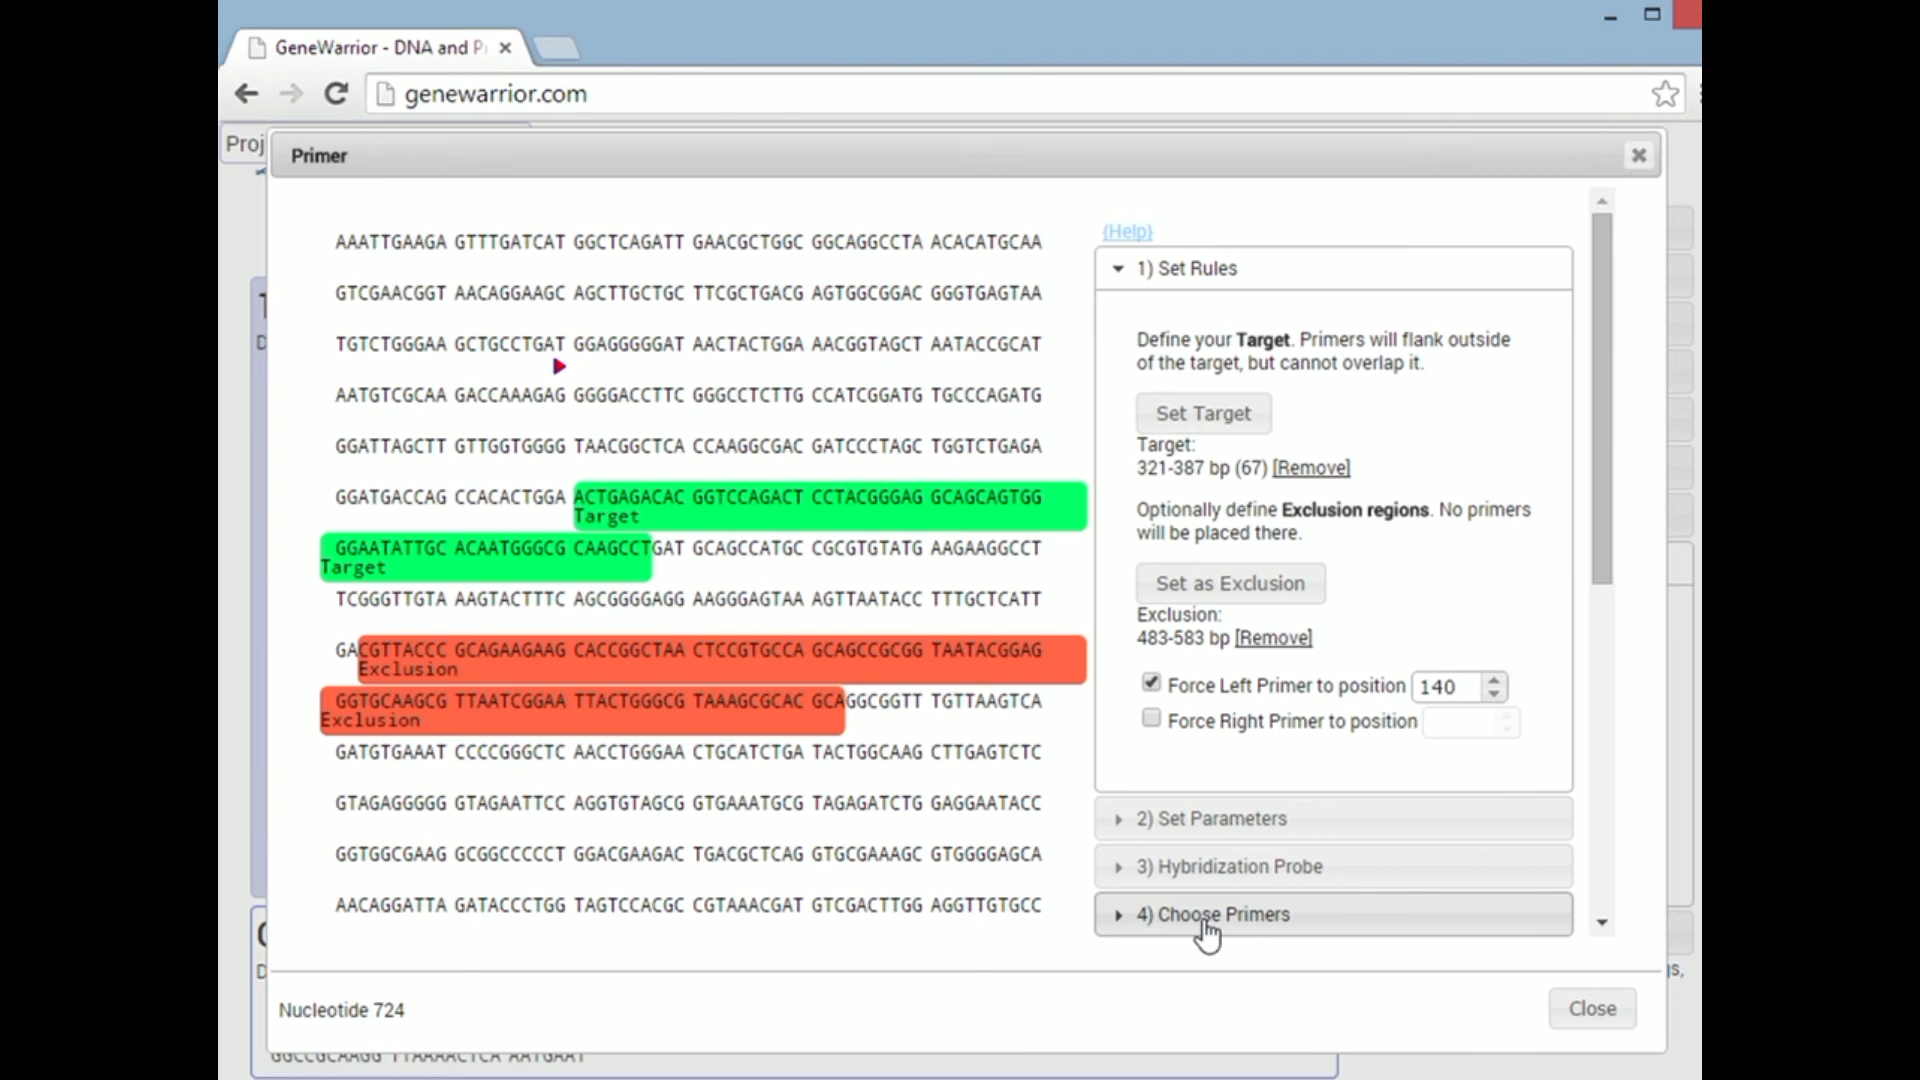 GeneWarrior - DNA and P
genewarrior.com
Proj
Primer
AAATTGAAGA GTTTGATCAT GGCTCAGATT GAACGCTGGC GGCAGGCCTA ACACATGCAA
GTCGAACGGT AACAGGAAGC AGCTTGCTGC TTCGCTGACG AGTGGCGGAC GGGTGAGTAA
TGTCTGGGAA GCTGCCTGAT GGAGGGGGAT AACTACTGGA AACGGTAGCT AATACCGCAT
AATGTCGCAA GACCAAAGAG GGGGACCTTC GGGCCTCTTG CCATCGGATG TGCCCAGATG
GGATTAGCTT GTTGGTGGGG TAACGGCTCA CCAAGGCGAC GATCCCTAGC TGGTCTGAGA
GGATGACCAG CCACACTGGA ACTGAGACAC GGTCCAGACT CCTACGGGAG GCAGCAGTGG
Target
GGAATATTGC ACAATGGGCG CAAGCCTGAT GCAGCCATGC CGCGTGTATG AAGAAGGCCT
Target
TCGGGTTGTA AAGTACTTTC AGCGGGGAGG AAGGGAGTAA AGTTAATACC TTTGCTCATT
GACGTTACCC GCAGAAGAAG CACCGGCTAA CTCCGTGCCA GCAGCCGCGG TAATACGGAG
Exclusion
GGTGCAAGCG TTAATCGGAA TTACTGGGCG TAAAGCGCAC GCAGGCGGTT TGTTAAGTCA
Exclusion
GATGTGAAAT CCCCGGGCTC AACCTGGGAA CTGCATCTGA TACTGGCAAG CTTGAGTCTC
GTAGAGGGGG GTAGAATTCC AGGTGTAGCG GTGAAATGCG TAGAGATCTG GAGGAATACC
GGTGGCGAAG GCGGCCCCCT GGACGAAGAC TGACGCTCAG GTGCGAAAGC GTGGGGAGCA
AACAGGATTA GATACCCTGG TAGTCCACGC CGTAAACGAT GTCGACTTGG AGGTTGTGCC
{Help}
1) Set Rules
Define your Target. Primers will flank outside
of the target, but cannot overlap it.
Set Target
Target:
321-387 bp (67) [Remove]
Optionally define Exclusion regions. No primers
will be placed there.
Set as Exclusion
Exclusion:
483-583 bp [Remove]
Force Left Primer to position 140
Force Right Primer to position
2) Set Parameters
3) Hybridization Probe
4) Choose Primers
Nucleotide 724
Close
GGCCGCAAGG TTAAAACTCA AATGAAT